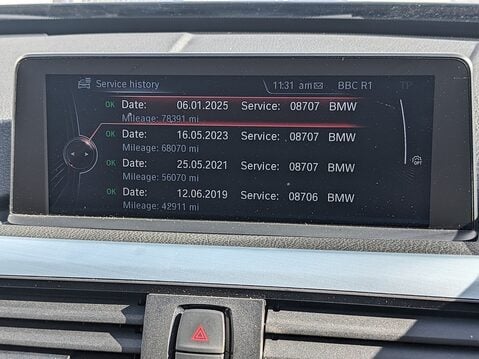 Service history 11:31 am BBC R1 TP
OK Date: 06.01.2025 Service: 08707 BMW
Mileage: 78391 mi
OK Date: 16.05.2023 Service: 08707 BMW
Mileage: 68070 mi
OK Date: 25.05.2021 Service: 08707 BMW
Mileage: 56070 mi
OK Date: 12.06.2019 Service: 08706 BMW
Mileage: 42911 mi